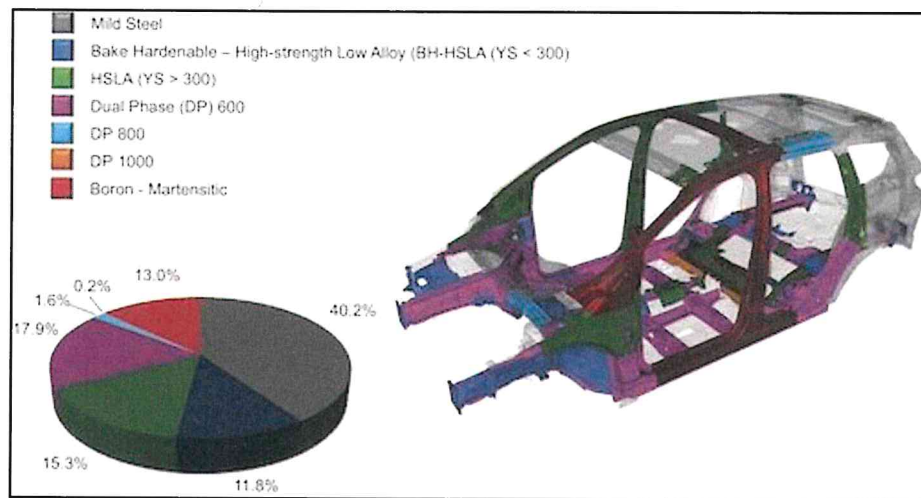 Mild Steel
Bake Hardenable – High-strength Low Alloy (BH-HSLA (YS < 300)
HSLA (YS > 300)
Dual Phase (DP) 600
DP 800
DP 1000
Boron - Martensitic
0.2%
13.0%
1.6%
40.2%
17.9%
15.3%
11.8%